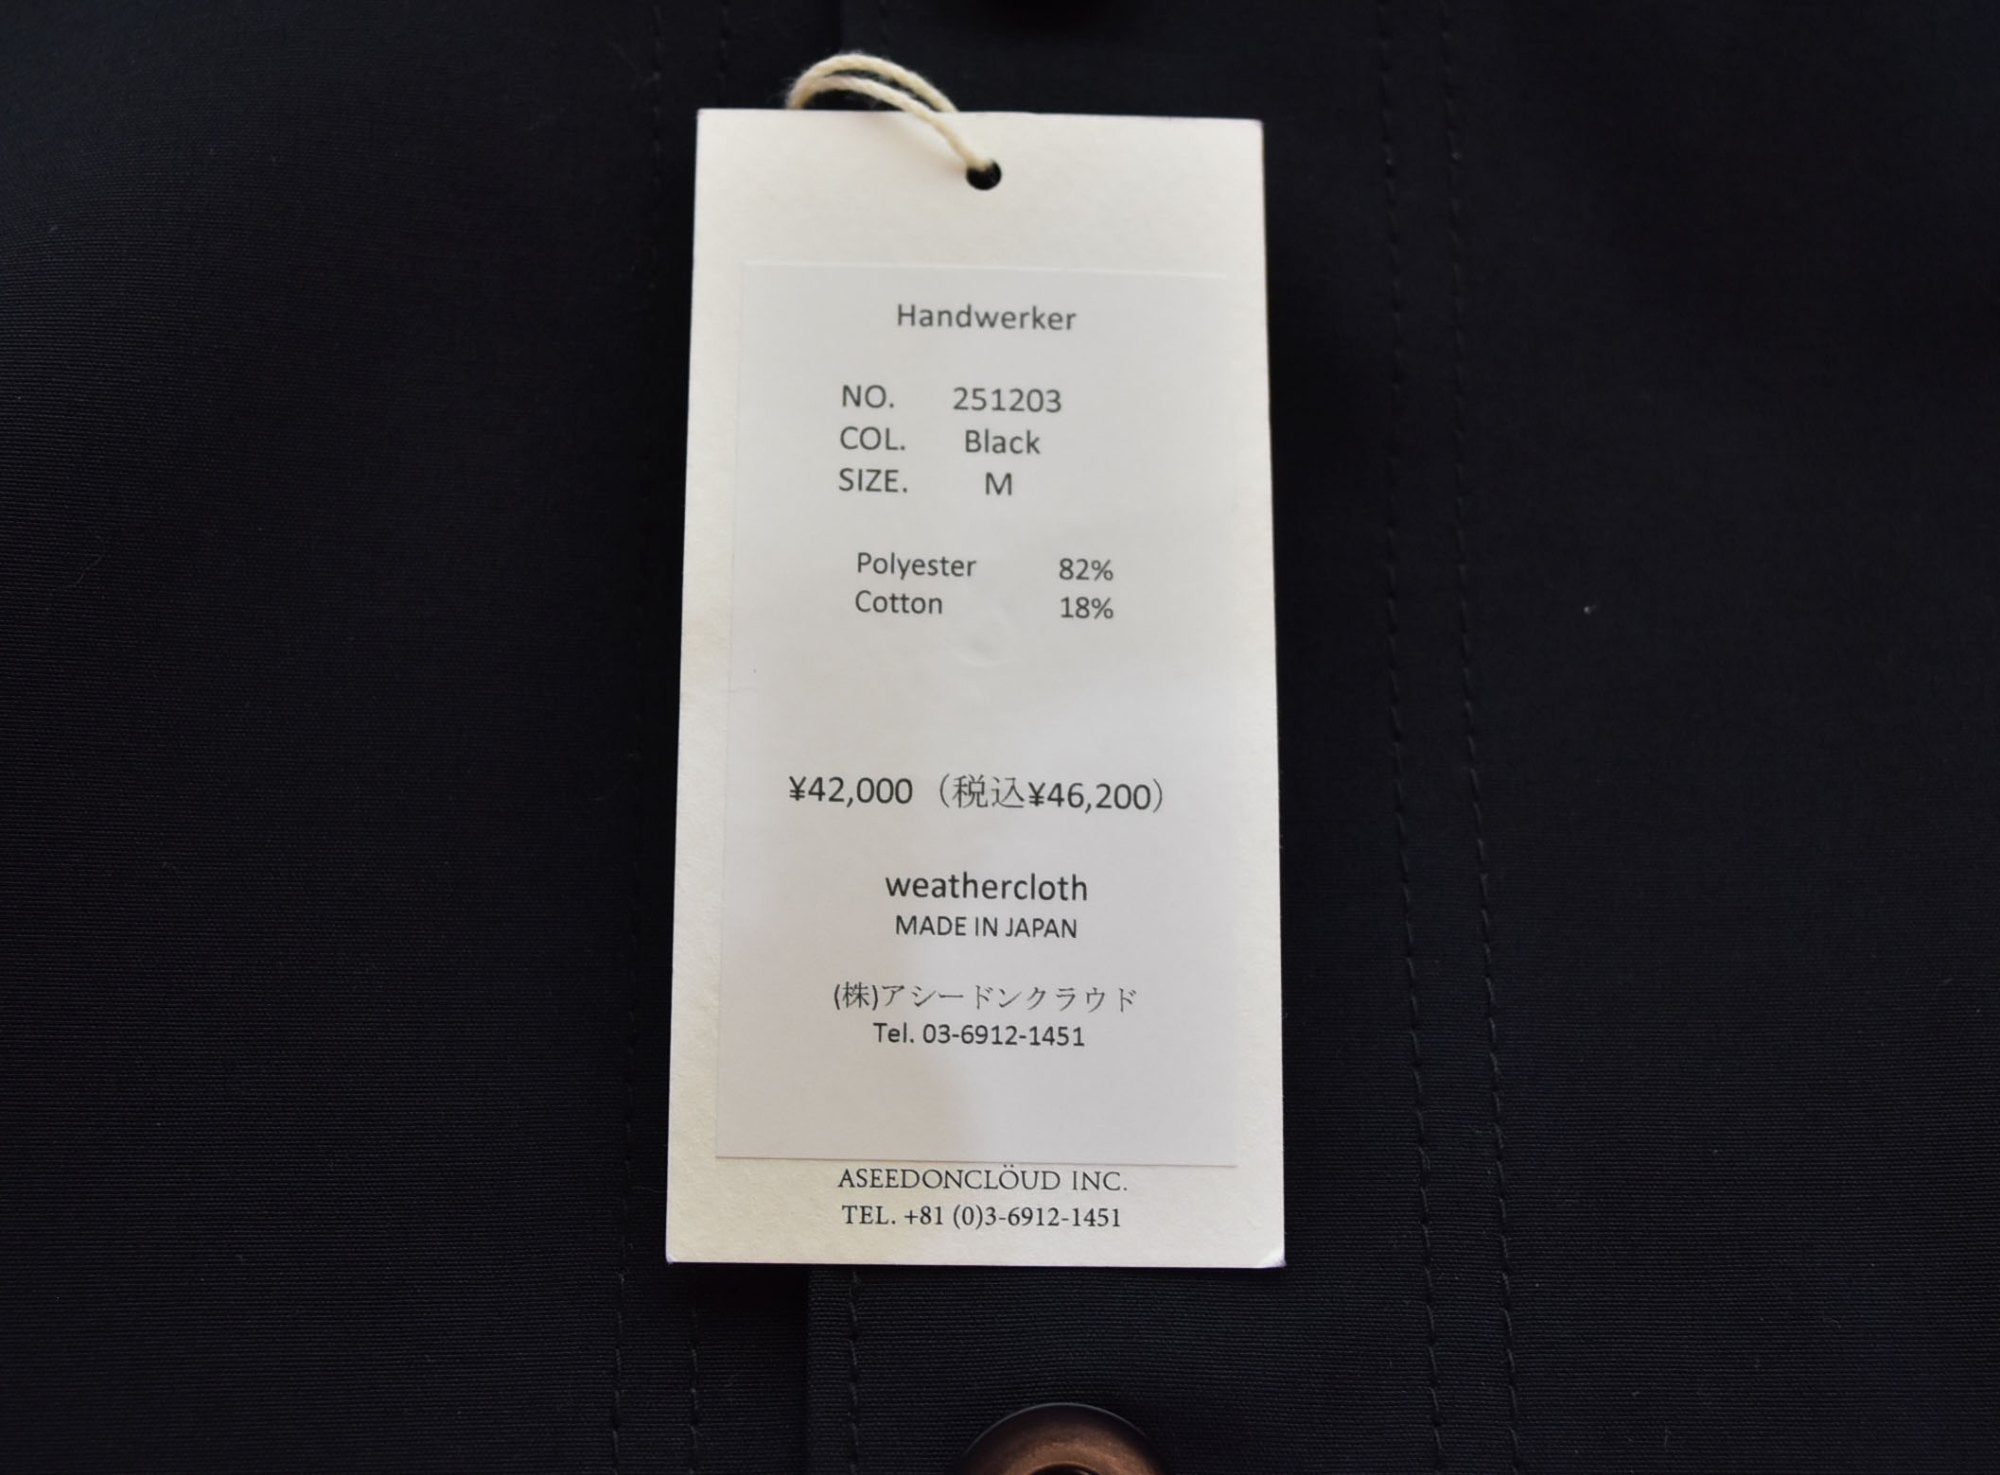 Handwerker
NO. 251203
COL. Black
SIZE. M
Polyester 82%
Cotton 18%
¥42,000（税込¥46,200）
weathercloth
MADE IN JAPAN
(株)アシードンクラウド
Tel. 03-6912-1451
ASEEDONCLÖUD INC.
TEL. +81 (0)3-6912-1451